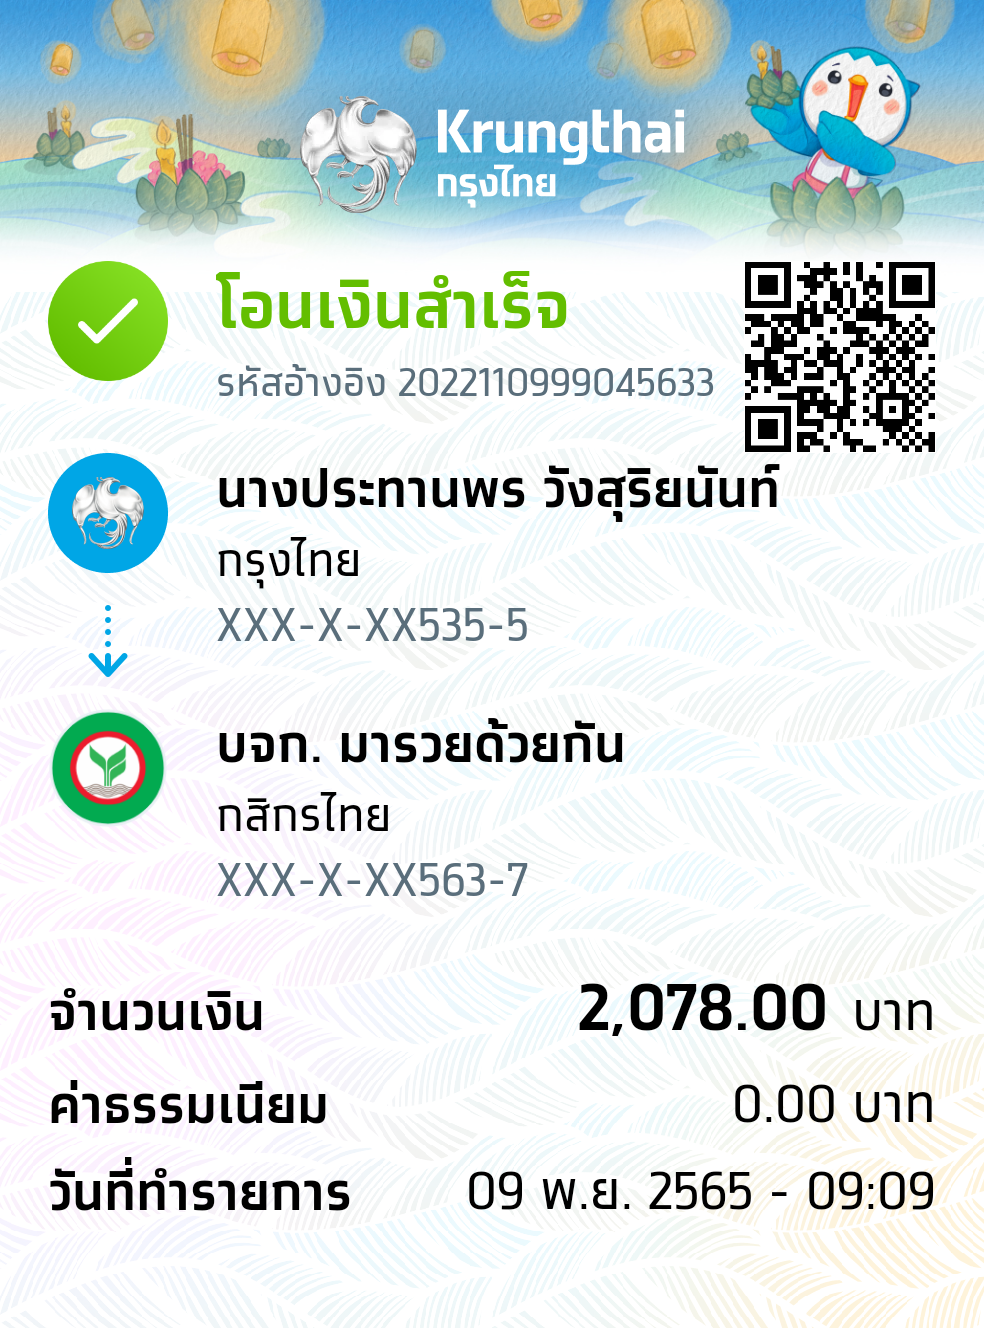 Krungthai
กรุงไทย
โอนเงินสำเร็จ
รหัสอ้างอิง 2022110999045633
นางประทานพร วังสุริยนันท์
กรุงไทย
XXX-X-XX535-5
บจก. มารวยด้วยกัน
กสิกรไทย
XXX-X-XX563-7
จำนวนเงิน 2,078.00 บาท
ค่าธรรมเนียม 0.00 บาท
วันที่ทำรายการ 09 พ.ย. 2565 - 09:09